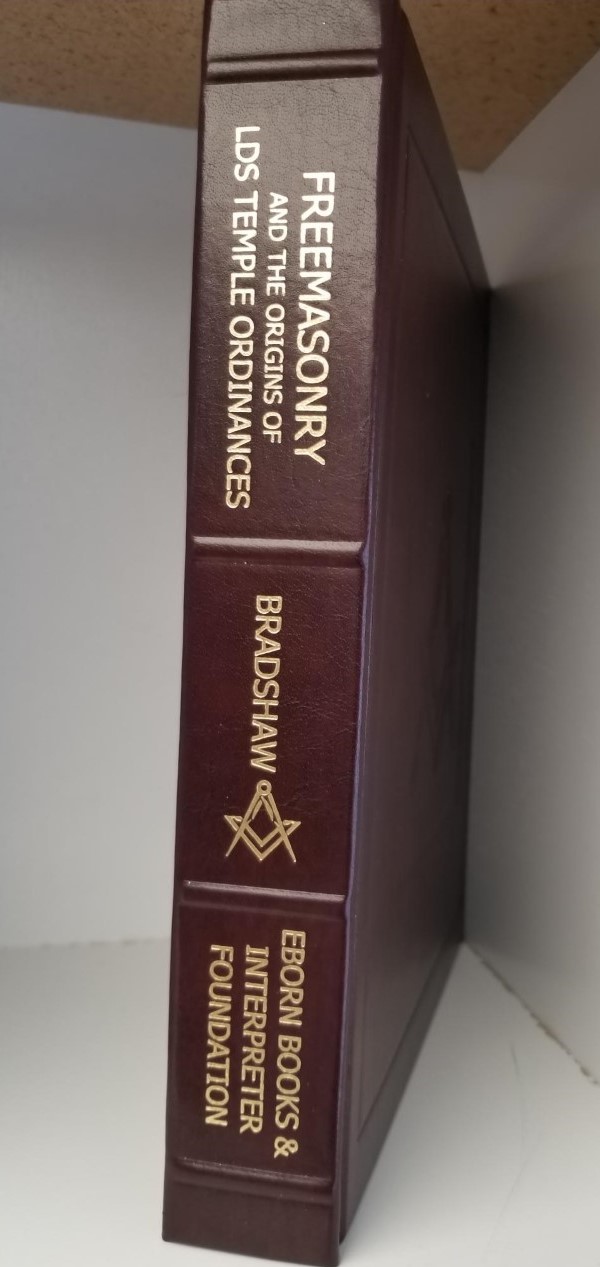 FREEMASONRY
AND THE ORIGINS OF
LDS TEMPLE ORDINANCES
BRADSHAW
EBORN BOOKS &
INTERPRETER
FOUNDATION